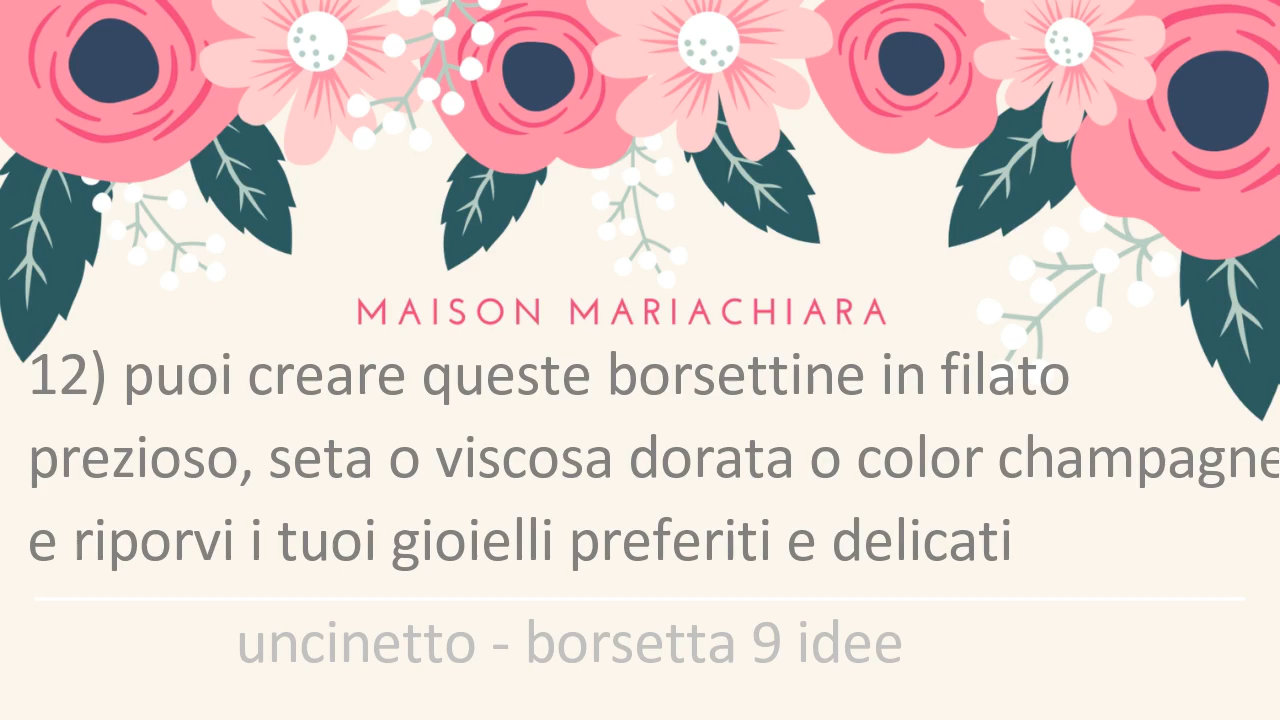 MAISON MARIACHIARA
12) puoi creare queste borsettine in filato
prezioso, seta o viscosa dorata o color champagne
e riporvi i tuoi gioielli preferiti e delicati
uncinetto - borsetta 9 idee